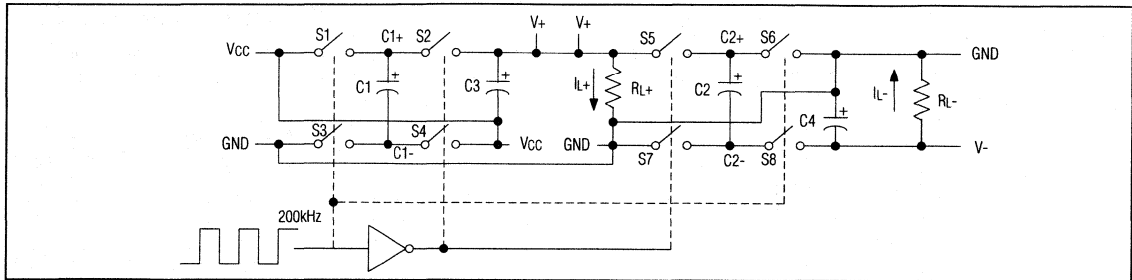 V+ V+
S1 C1+ S2 S5 C2+ S6
VCC GND
C1 C3 IL+ RL+ C2 IL- RL-
C4
S3 S4
GND C1- VCC GND S7 C2- S8 V-
200kHz